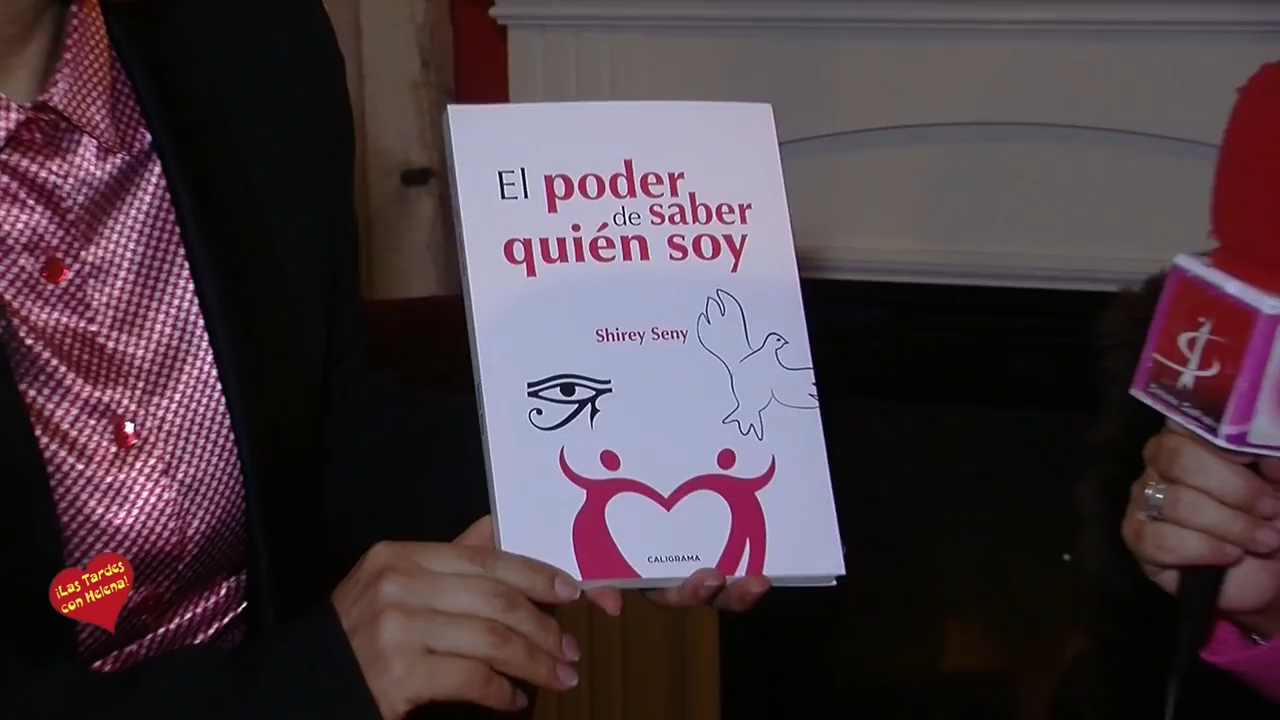 El poder
de saber
quién soy
Shirey Seny
CALIGRAMA
¡Las Tardes
con Helena!